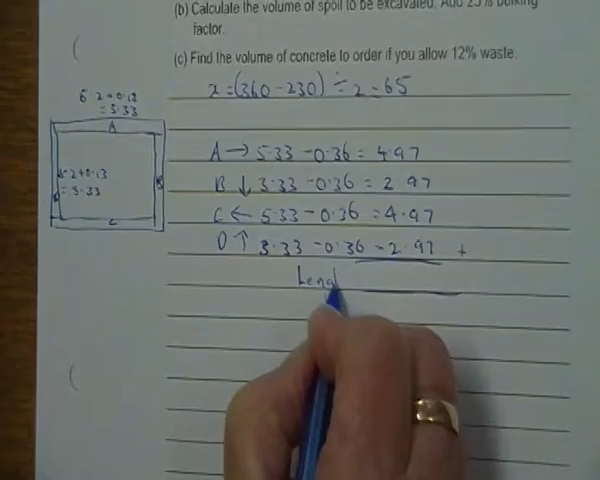 (b) Calculate the volume of spoil to be excavated. Add 25% bulking
factor.
(c) Find the volume of concrete to order if you allow 12% waste.
x=(360-230) ÷ 2 = 65
2+0.13
= 5.33
A
A → 5.33 - 0.36 = 4.97
B ↓ 3.33 - 0.36 = 2.97
2+0.13
= 3.33
B
D
C
C ← 5.33 - 0.36 = 4.97
D ↑ 3.33 - 0.36 = 2.97 +
Leng